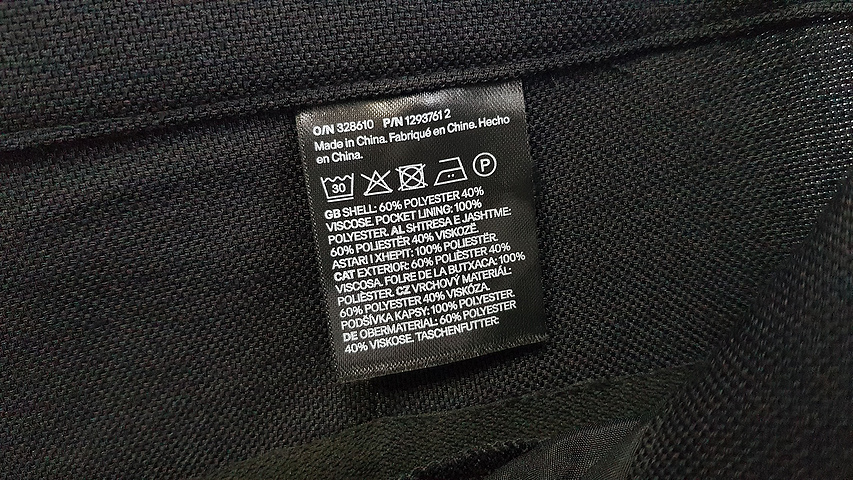 O/N 328610 P/N 1293761 2
Made in China. Fabriqué en Chine. Hecho
en China.
30 P
GB SHELL: 60% POLYESTER 40%
VISCOSE. POCKET LINING: 100%
POLYESTER. AL SHTRESA E JASHTME:
60% POLIESTËR 40% VISKOZË.
ASTARI I XHEPIT: 100% POLIESTËR.
CAT EXTERIOR: 60% POLIÈSTER 40%
VISCOSA. FOLRE DE LA BUTXACA: 100%
POLIÈSTER. CZ VRCHOVÝ MATERIÁL:
60% POLYESTER 40% VISKÓZA.
PODŠÍVKA KAPSY: 100% POLYESTER.
DE OBERMATERIAL: 60% POLYESTER
40% VISKOSE. TASCHENFUTTER: